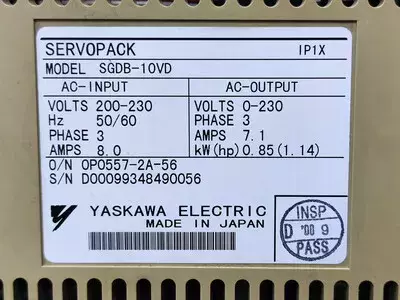 SERVOPACK IP1X
MODEL SGDB-10VD
AC-INPUT AC-OUTPUT
VOLTS 200-230 VOLTS 0-230
Hz 50/60 PHASE 3
PHASE 3 AMPS 7.1
AMPS 8.0 kW(hp) 0.85(1.14)
O/N 0P0557-2A-56
S/N D00099348490056
YASKAWA ELECTRIC
MADE IN JAPAN
INSP
D '00 9
PASS